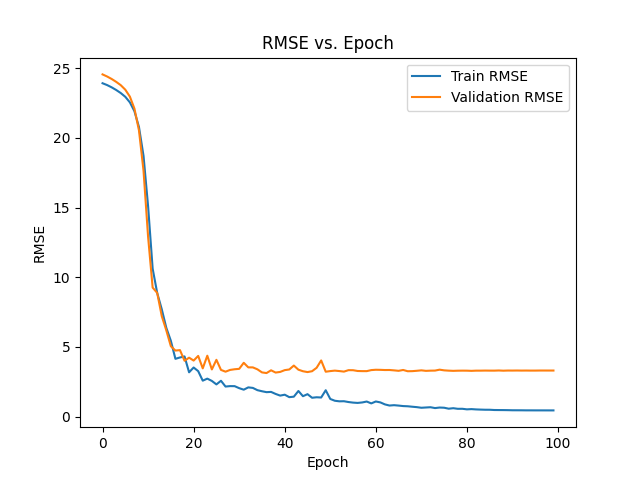 RMSE vs. Epoch
Train RMSE
Validation RMSE
25
20
15
10
5
0
RMSE
0 20 40 60 80 100
Epoch